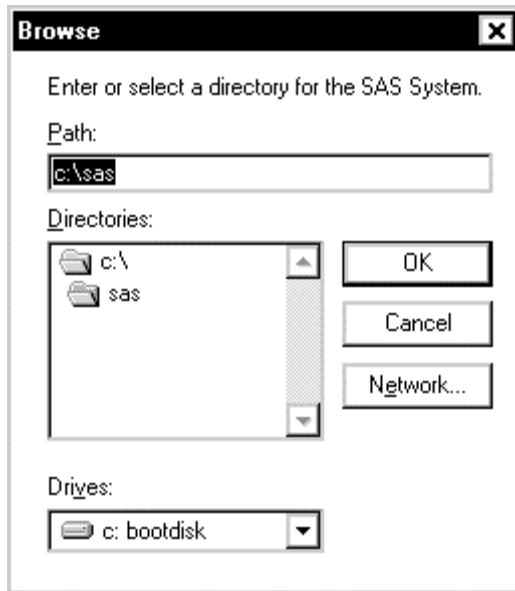 Browse
Enter or select a directory for the SAS System.
Path:
c:\sas
Directories:
c:\
sas
OK
Cancel
Network...
Drives:
c: bootdisk